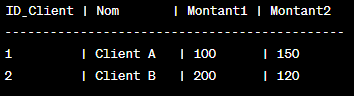 ID_Client | Nom      | Montant1 | Montant2
-------------------------------------------
1         | Client A | 100      | 150
2         | Client B | 200      | 120